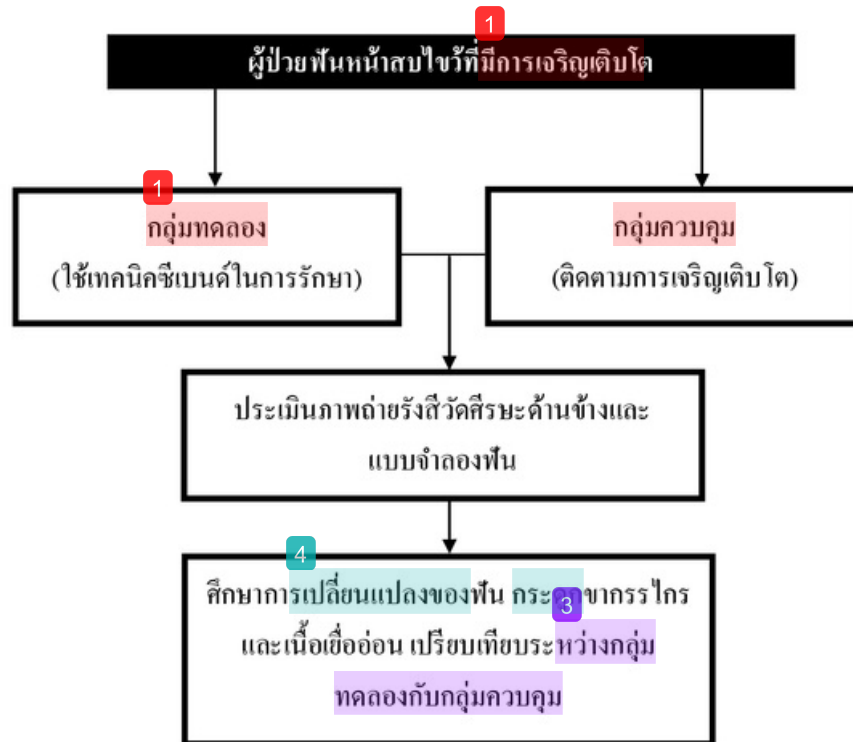 1
ผู้ป่วยฟันหน้าสบไขว้ที่มีการเจริญเติบโต
1
กลุ่มทดลอง
(ใช้เทคนิคซีเบนด์ในการรักษา)
กลุ่มควบคุม
(ติดตามการเจริญเติบโต)
ประเมินภาพถ่ายรังสีวัดศีรษะด้านข้างและ
แบบจำลองฟัน
4
ศึกษาการเปลี่ยนแปลงของฟัน กระดูกขากรรไกร
3
และเนื้อเยื่ออ่อน เปรียบเทียบระหว่างกลุ่ม
ทดลองกับกลุ่มควบคุม